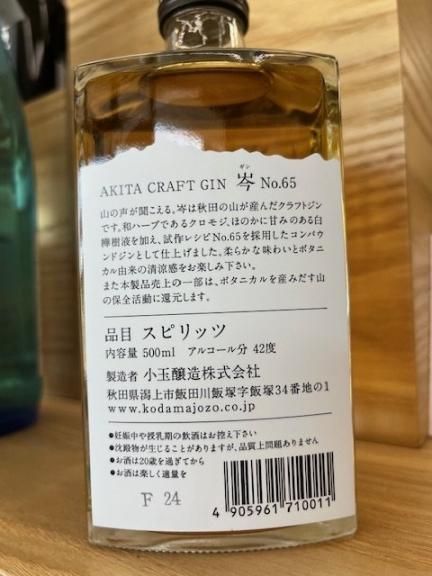 AKITA CRAFT GIN 岑 No.65
ギン
山の声が聞こえる。岑は秋田の山が産んだクラフトジン
です。和ハーブであるクロモジ、ほのかに甘みのある白
樺樹液を加え、試作レシピNo.65を採用したコンパウ
ンドジンとして仕上げました。柔らかな味わいとボタニ
カル由来の清涼感をお楽しみ下さい。
また本製品売上の一部は、ボタニカルを産みだす山
の保全活動に還元します。
品目 スピリッツ
内容量 500ml アルコール分 42度
製造者 小玉醸造株式会社
秋田県潟上市飯田川飯塚字飯塚34番地の1
www.kodamajozo.co.jp
●妊娠中や授乳期の飲酒はお控え下さい
●沈殿物が生じることがありますが、品質上問題ありません
●お酒は20歳を過ぎてから
●お酒は楽しく適量を
F 24
4 905961 710011